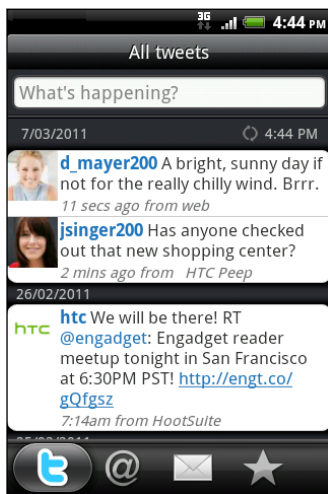 3G 4:44 PM
All tweets
What's happening?
7/03/2011 4:44 PM
d_mayer200 A bright, sunny day if
not for the really chilly wind. Brrr.
11 secs ago from web
jsinger200 Has anyone checked
out that new shopping center?
2 mins ago from HTC Peep
26/02/2011
htc
htc We will be there! RT
@engadget: Engadget reader
meetup tonight in San Francisco
at 6:30PM PST! http://engt.co/
gQfgsz
7:14am from HootSuite
25/02/2011
@